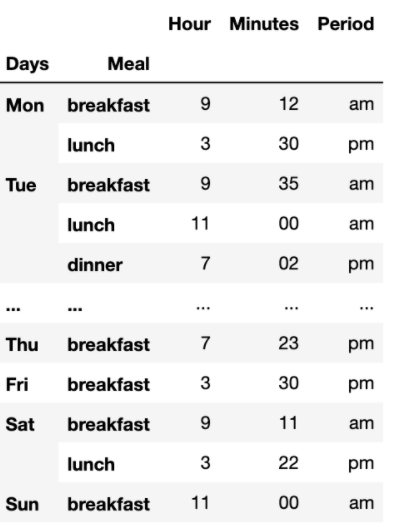 Hour Minutes Period
Days Meal
Mon breakfast 9 12 am
lunch 3 30 pm
Tue breakfast 9 35 am
lunch 11 00 am
dinner 7 02 pm
... ... ... ... ...
Thu breakfast 7 23 pm
Fri breakfast 3 30 pm
Sat breakfast 9 11 am
lunch 3 22 pm
Sun breakfast 11 00 am